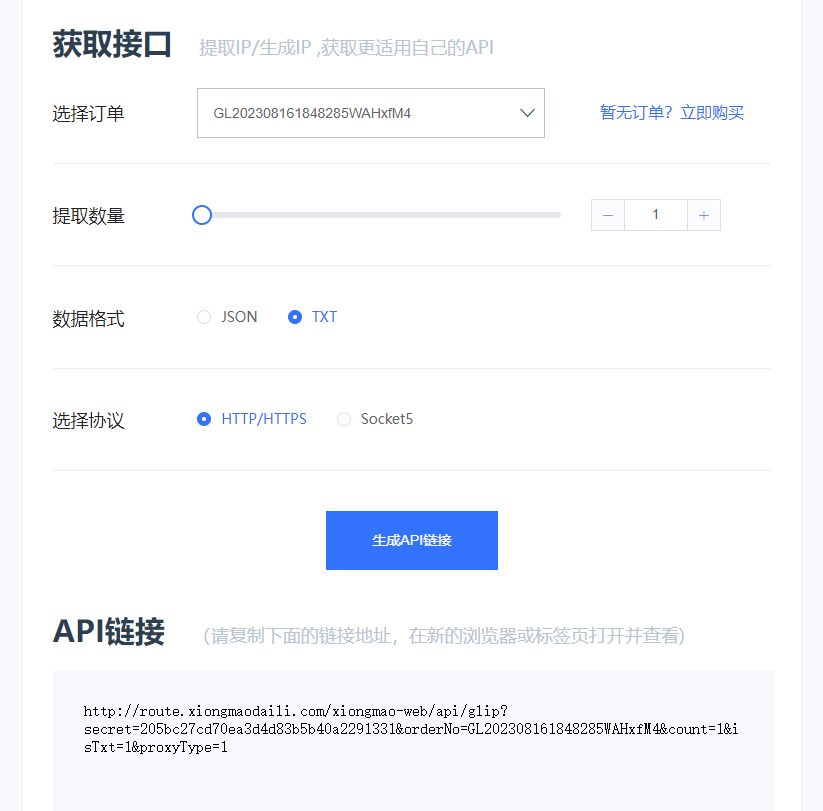 获取接口 提取IP/生成IP ,获取更适用自己的API
选择订单 GL202308161848285WAHxfM4 暂无订单？立即购买
提取数量 − 1 +
数据格式 JSON TXT
选择协议 HTTP/HTTPS Socket5
生成API链接
API链接 （请复制下面的链接地址，在新的浏览器或标签页打开并查看)
http://route.xiongmaodaili.com/xiongmao-web/api/glip?
secret=205bc27cd70ea3d4d83b5b40a2291331&orderNo=GL202308161848285WAHxfM4&count=1&i
sTxt=1&proxyType=1